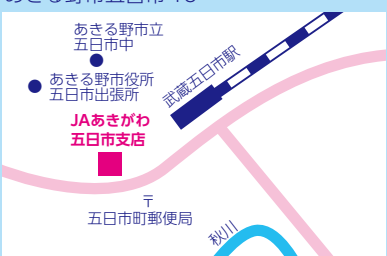 あきる野市立
五日市中
あきる野市役所
五日市出張所
武蔵五日市駅
JAあきがわ
五日市支店
〒
五日市町郵便局
秋川